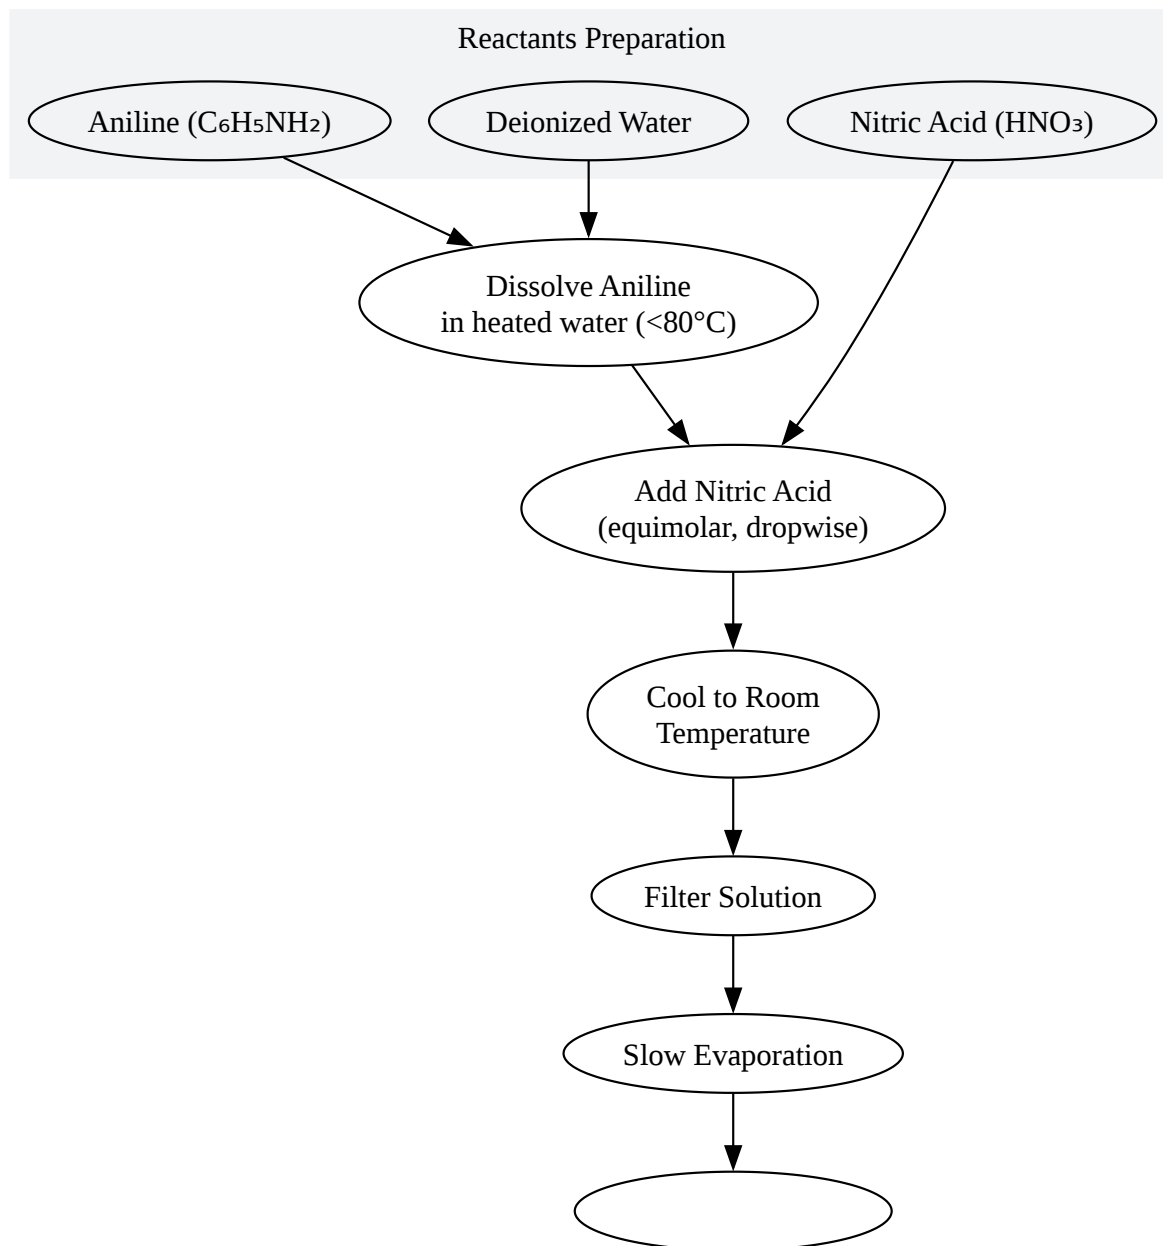 Reactants Preparation
Aniline (C₆H₅NH₂)
Deionized Water
Nitric Acid (HNO₃)
Dissolve Aniline
in heated water (<80°C)
Add Nitric Acid
(equimolar, dropwise)
Cool to Room
Temperature
Filter Solution
Slow Evaporation